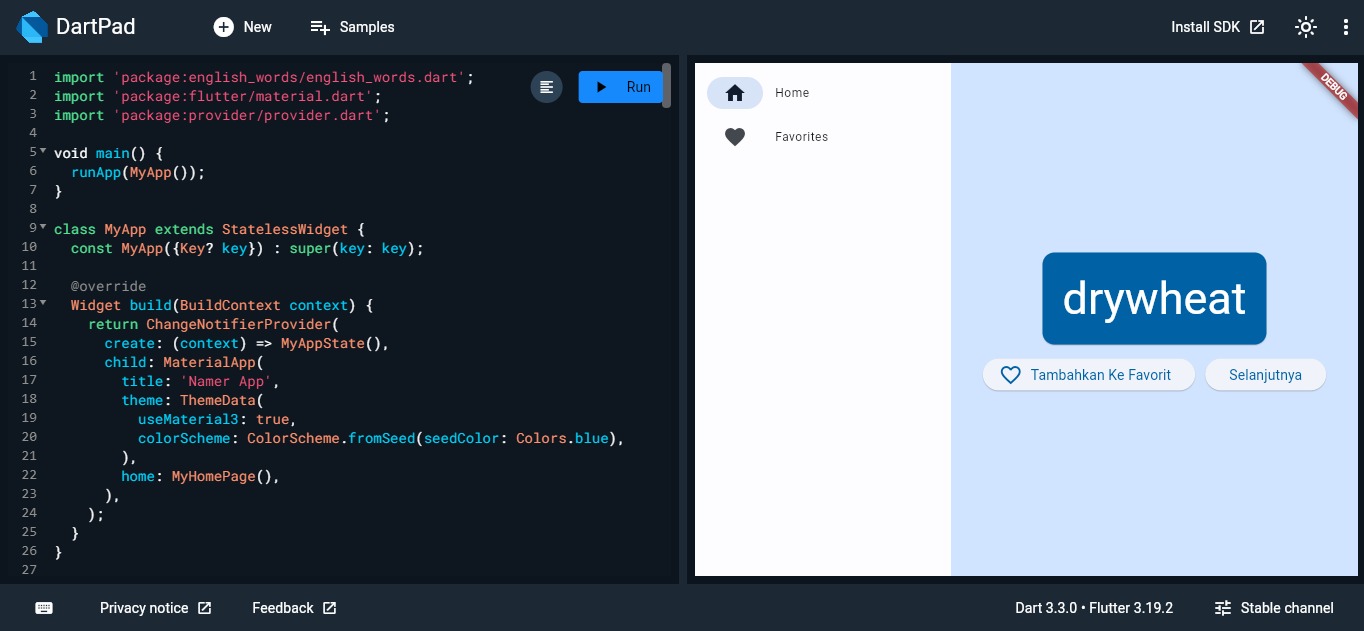 DartPad New Samples Install SDK
1 import 'package:english_words/english_words.dart';
2 import 'package:flutter/material.dart';
3 import 'package:provider/provider.dart';
4
5 void main() {
6   runApp(MyApp());
7 }
8
9 class MyApp extends StatelessWidget {
10   const MyApp({Key? key}) : super(key: key);
11
12   @override
13   Widget build(BuildContext context) {
14     return ChangeNotifierProvider(
15       create: (context) => MyAppState(),
16       child: MaterialApp(
17         title: 'Namer App',
18         theme: ThemeData(
19           useMaterial3: true,
20           colorScheme: ColorScheme.fromSeed(seedColor: Colors.blue),
21         ),
22         home: MyHomePage(),
23       ),
24     );
25   }
26 }
27
Run
Home
Favorites
DEBUG
drywheat
Tambahkan Ke Favorit Selanjutnya
Privacy notice Feedback Dart 3.3.0 • Flutter 3.19.2 Stable channel